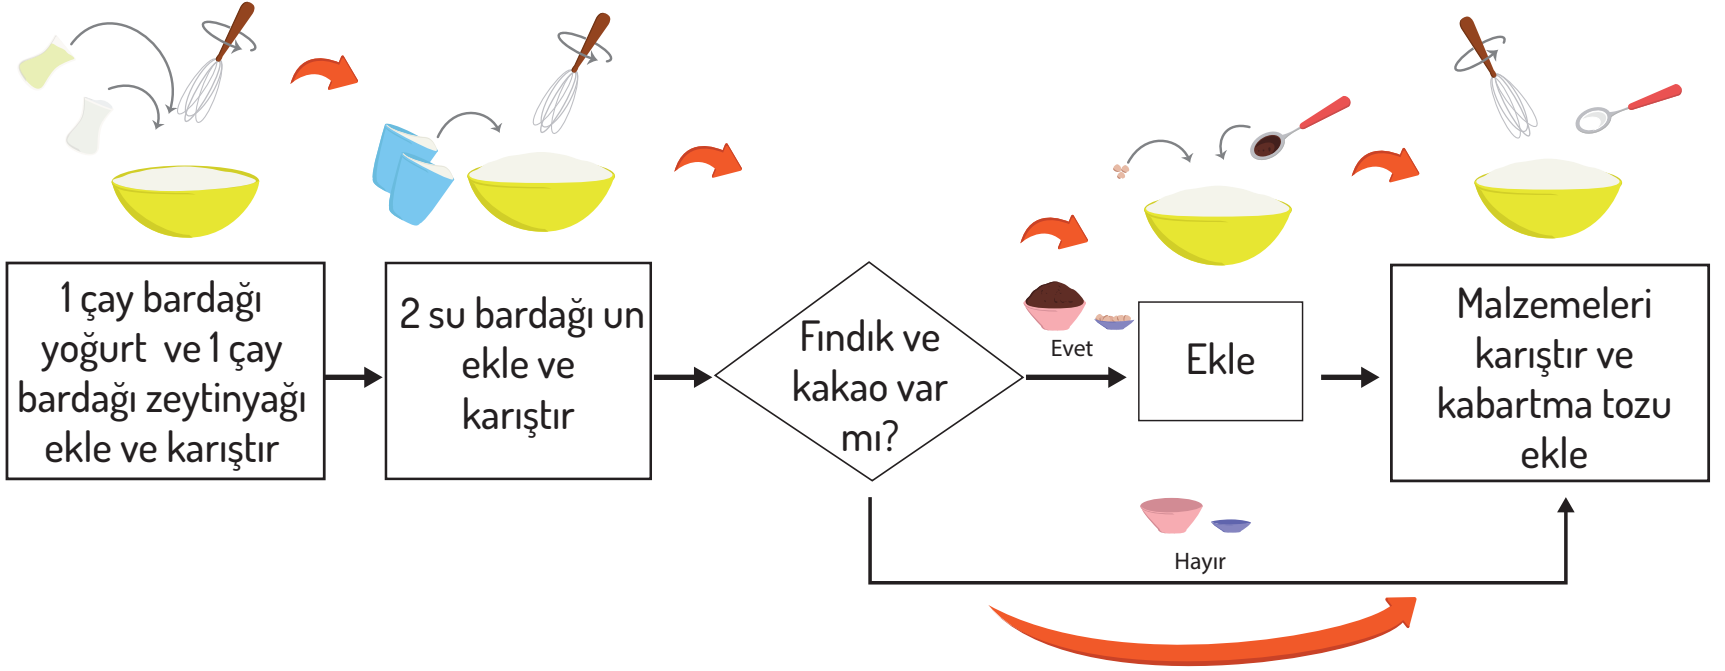 1 çay bardağı
yoğurt ve 1 çay
bardağı zeytinyağı
ekle ve karıştır
2 su bardağı un
ekle ve
karıştır
Fındık ve
kakao var
mı?
Evet
Ekle
Malzemeleri
karıştır ve
kabartma tozu
ekle
Hayır